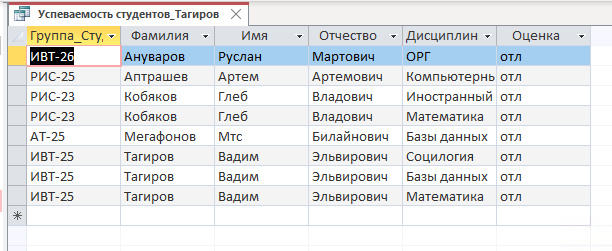 Успеваемость студентов_Тагиров
Группа_Сту, Фамилия Имя Отчество Дисциплин Оценка
ИВТ-26 Ануваров Руслан Мартович ОРГ отл
РИС-25 Аптрашев Артем Артемович Компьютернь отл
РИС-23 Кобяков Глеб Владович Иностранный отл
РИС-23 Кобяков Глеб Владович Математика отл
АТ-25 Мегафонов Мтс Билайнович Базы данных отл
ИВТ-25 Тагиров Вадим Эльвирович Социлогия отл
ИВТ-25 Тагиров Вадим Эльвирович Базы данных отл
ИВТ-25 Тагиров Вадим Эльвирович Математика отл